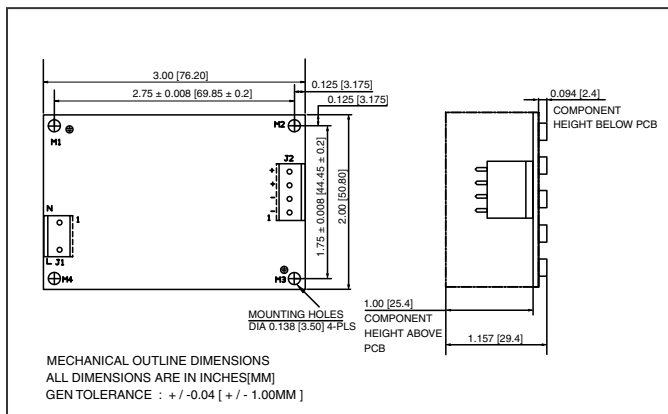 3.00 [76.20]
2.75 ± 0.008 [69.85 ± 0.2]
0.125 [3.175]
0.125 [3.175]
M1
M2
J2
+
+
-
-
1
1.75 ± 0.008 [44.45 ± 0.2]
2.00 [50.80]
N
1
L
J1
M4
M3
MOUNTING HOLES
DIA 0.138 [3.50] 4-PLS
0.094 [2.4]
COMPONENT
HEIGHT BELOW PCB
1.00 [25.4]
COMPONENT
HEIGHT ABOVE
PCB
1.157 [29.4]
MECHANICAL OUTLINE DIMENSIONS
ALL DIMENSIONS ARE IN INCHES[MM]
GEN TOLERANCE : + / -0.04 [ + / - 1.00MM ]